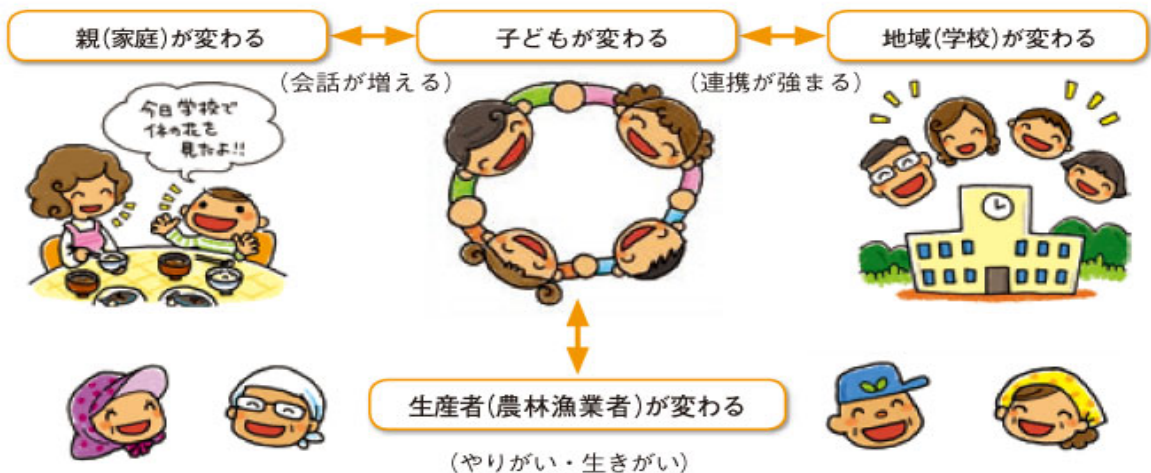 親(家庭)が変わる
子どもが変わる
地域(学校)が変わる
(会話が増える)
(連携が強まる)
今日学校で
イネの花を
見たよ!!
生産者(農林漁業者)が変わる
(やりがい・生きがい)